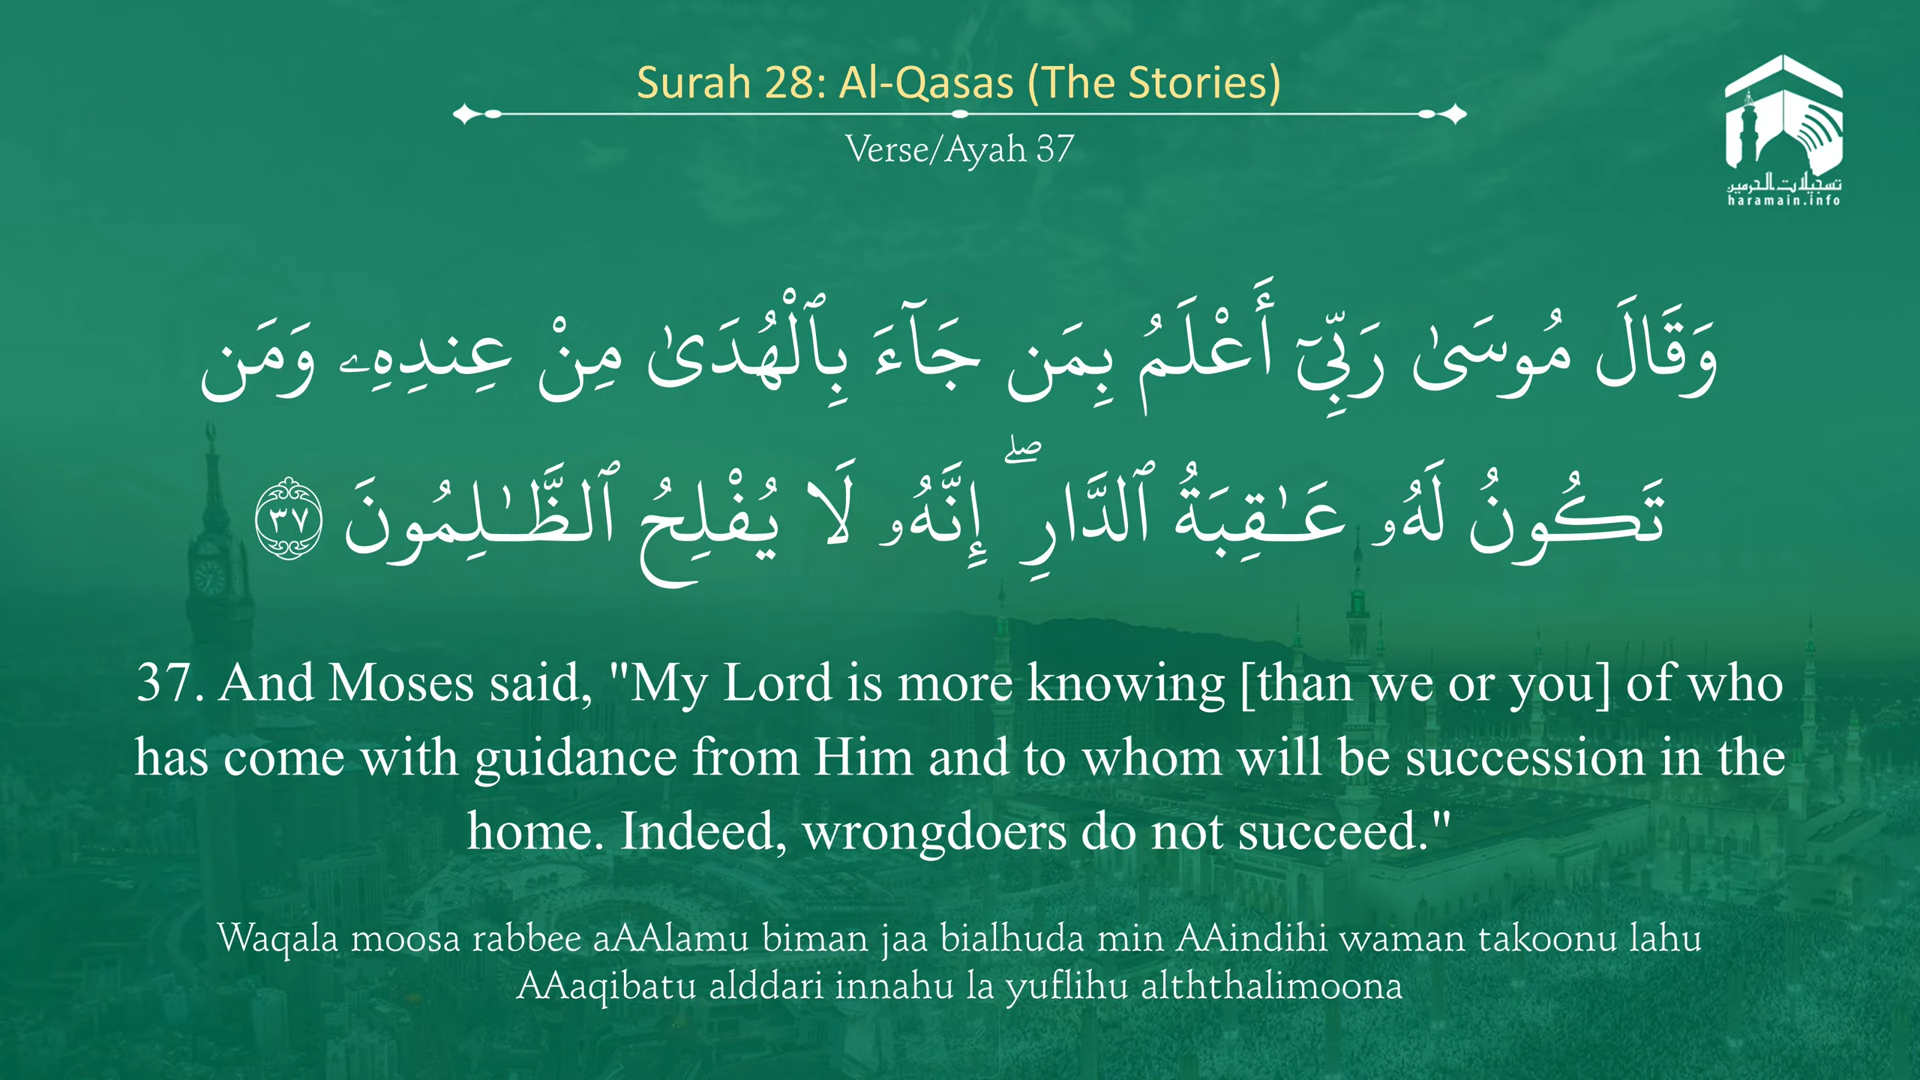 Surah 28: Al-Qasas (The Stories)
Verse/Ayah 37
تسجيلات الحرمين
haramain.info
وَقَالَ مُوسَىٰ رَبِّىٓ أَعْلَمُ بِمَن جَآءَ بِٱلْهُدَىٰ مِنْ عِندِهِۦ وَمَن
تَكُونُ لَهُۥ عَـٰقِبَةُ ٱلدَّارِ ۖ إِنَّهُۥ لَا يُفْلِحُ ٱلظَّـٰلِمُونَ ٣٧
37. And Moses said, "My Lord is more knowing [than we or you] of who
has come with guidance from Him and to whom will be succession in the
home. Indeed, wrongdoers do not succeed."
Waqala moosa rabbee aAAlamu biman jaa bialhuda min AAindihi waman takoonu lahu
AAaqibatu alddari innahu la yuflihu alththalimoona